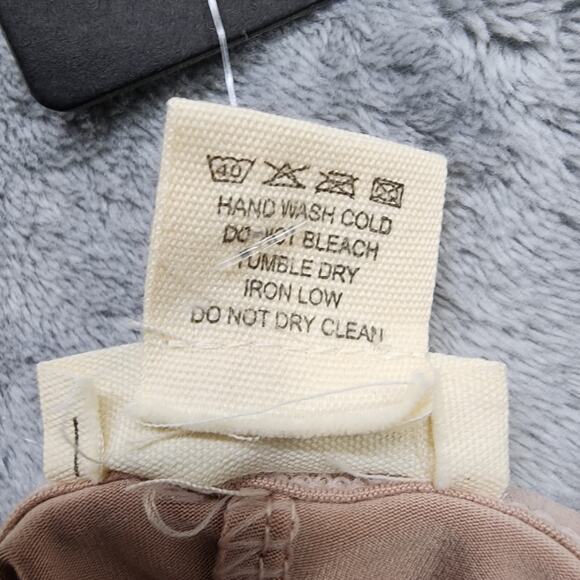 40
HAND WASH COLD
DO NOT BLEACH
TUMBLE DRY
IRON LOW
DO NOT DRY CLEAN